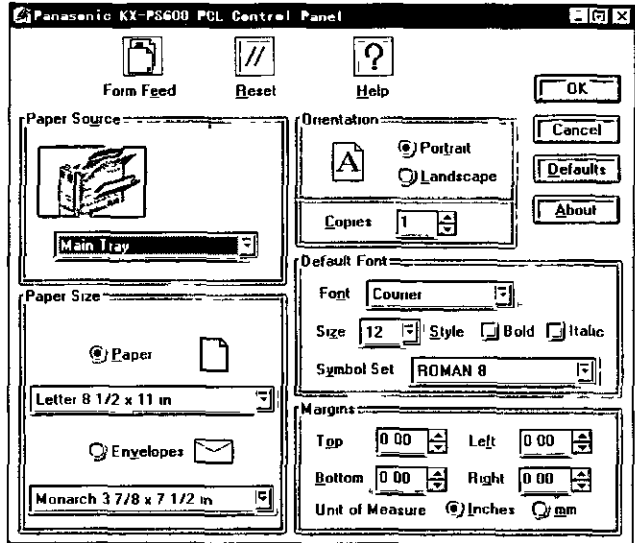 Panasonic KX-PS600 PCL Control Panel
Form Feed
Reset
Help
OK
Cancel
Defaults
About
Paper Source
Main Tray
Orientation
A
Portrait
Landscape
Copies 1
Default Font
Font Courier
Size 12 Style Bold Italic
Symbol Set ROMAN 8
Paper Size
Paper
Letter 8 1/2 x 11 in
Envelopes
Monarch 3 7/8 x 7 1/2 in
Margins
Top 0 00 Left 0 00
Bottom 0 00 Right 0 00
Unit of Measure Inches mm